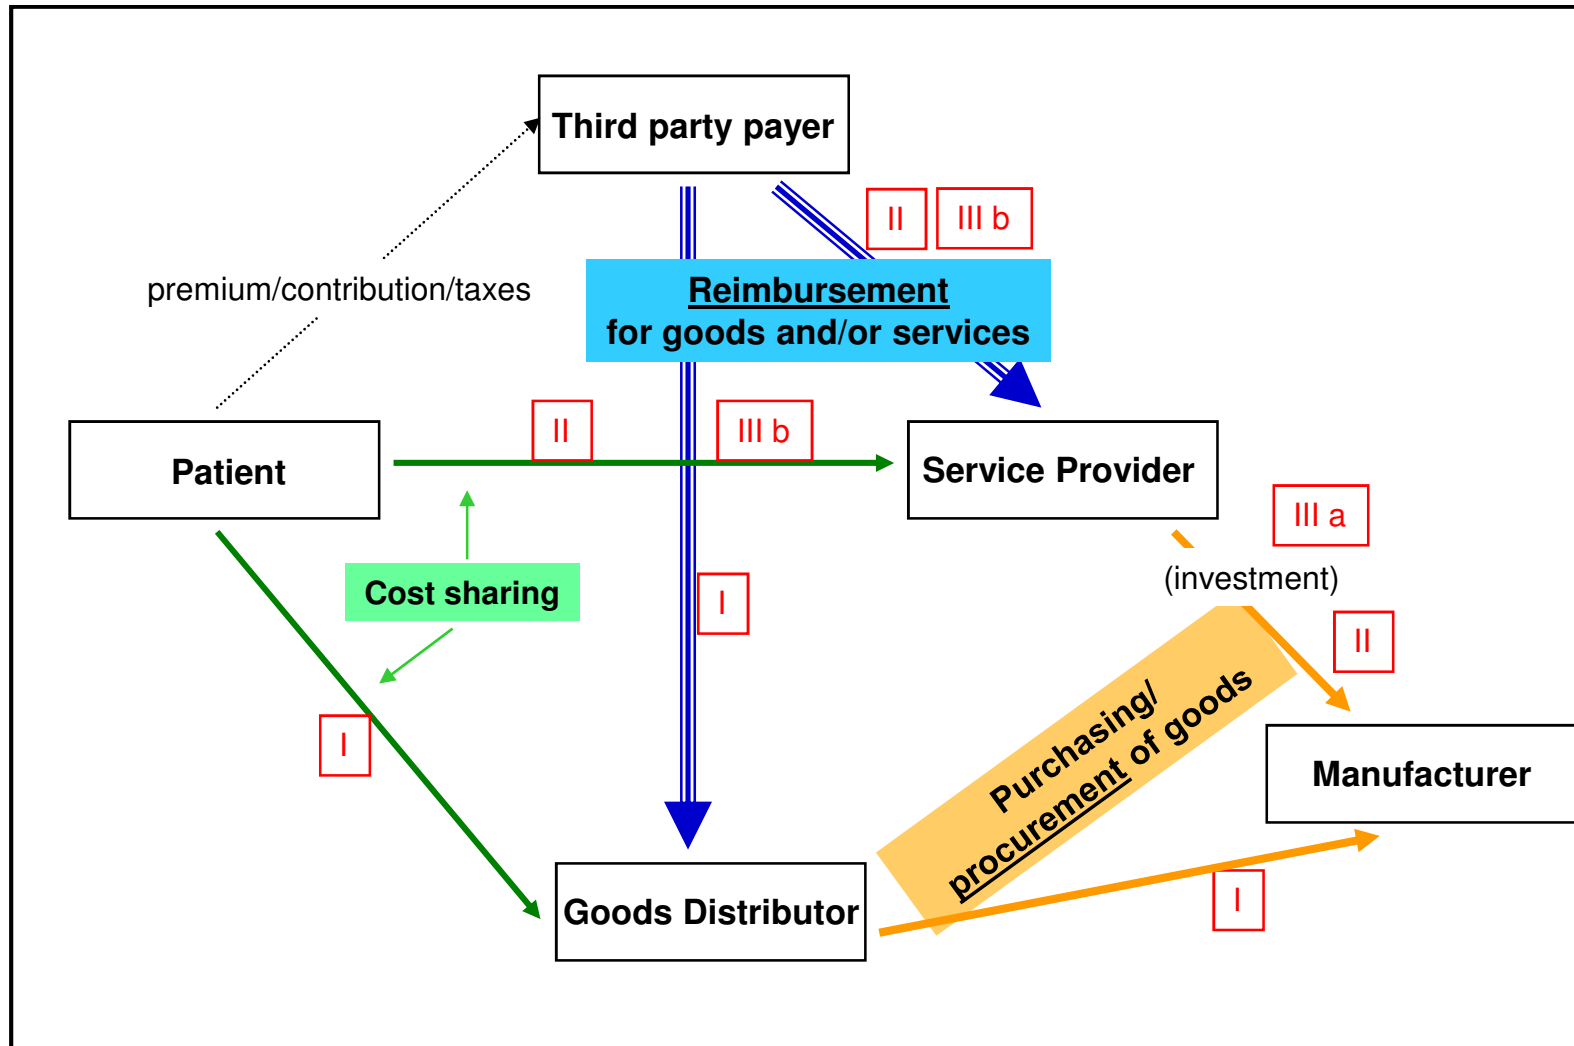 Third party payer
II
III b
premium/contribution/taxes
Reimbursement
for goods and/or services
II
III b
Patient
Service Provider
III a
(investment)
Cost sharing
I
II
Purchasing/
procurement of goods
I
Manufacturer
Goods Distributor
I